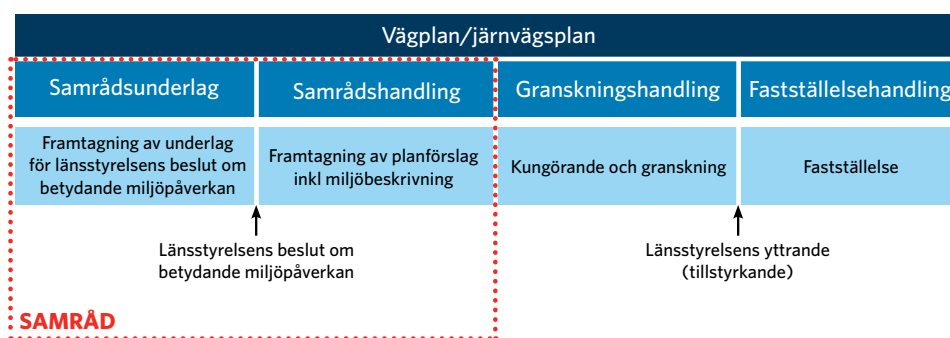 Vägplan/järnvägsplan
Samrådsunderlag
Samrådshandling
Granskningshandling
Fastställelsehandling
Framtagning av underlag
för länsstyrelsens beslut om
betydande miljöpåverkan
Framtagning av planförslag
inkl miljöbeskrivning
Kungörande och granskning
Fastställelse
Länsstyrelsens beslut om
betydande miljöpåverkan
Länsstyrelsens yttrande
(tillstyrkande)
SAMRÅD